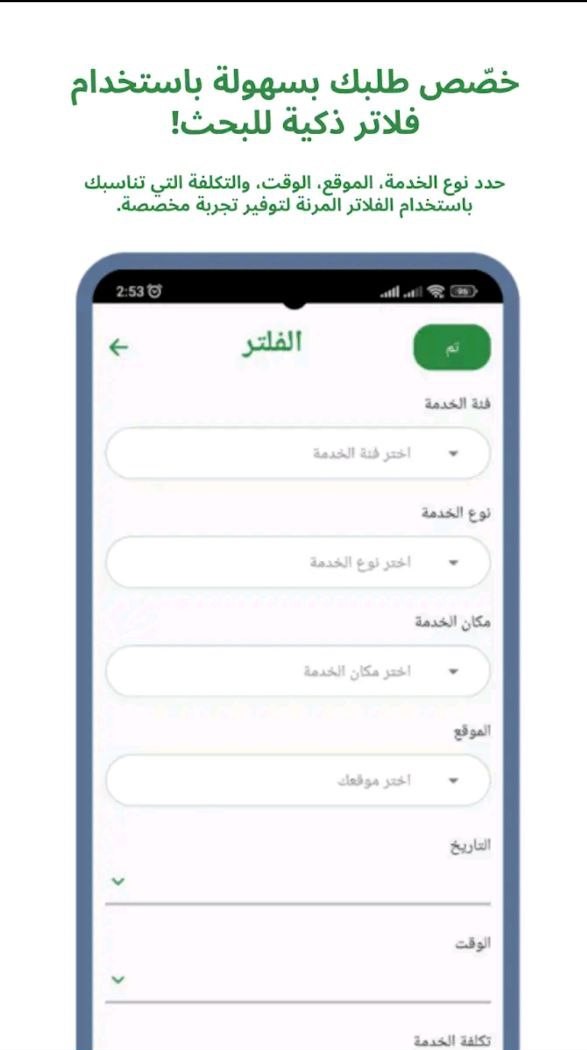 خصّص طلبك بسهولة باستخدام
فلاتر ذكية للبحث!
حدد نوع الخدمة، الموقع، الوقت، والتكلفة التي تناسبك
باستخدام الفلاتر المرنة لتوفير تجربة مخصصة.
2:53
95
تم
الفلتر
فئة الخدمة
اختر فئة الخدمة
نوع الخدمة
اختر نوع الخدمة
مكان الخدمة
اختر مكان الخدمة
الموقع
اختر موقعك
التاريخ
الوقت
تكلفة الخدمة